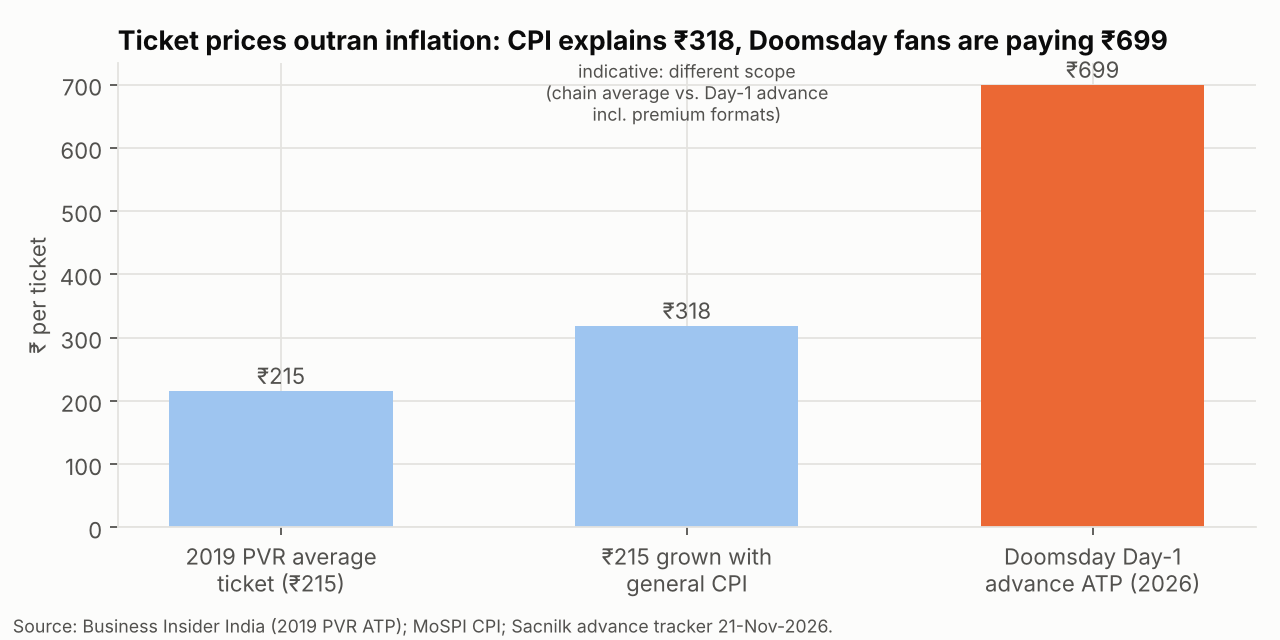 Ticket prices outran inflation: CPI explains ₹318, Doomsday fans are paying ₹699
indicative: different scope
(chain average vs. Day-1 advance
incl. premium formats)
₹699
₹318
₹215
₹ per ticket
700
600
500
400
300
200
100
0
2019 PVR average
ticket (₹215)
₹215 grown with
general CPI
Doomsday Day-1
advance ATP (2026)
Source: Business Insider India (2019 PVR ATP); MoSPI CPI; Sacnilk advance tracker 21-Nov-2026.